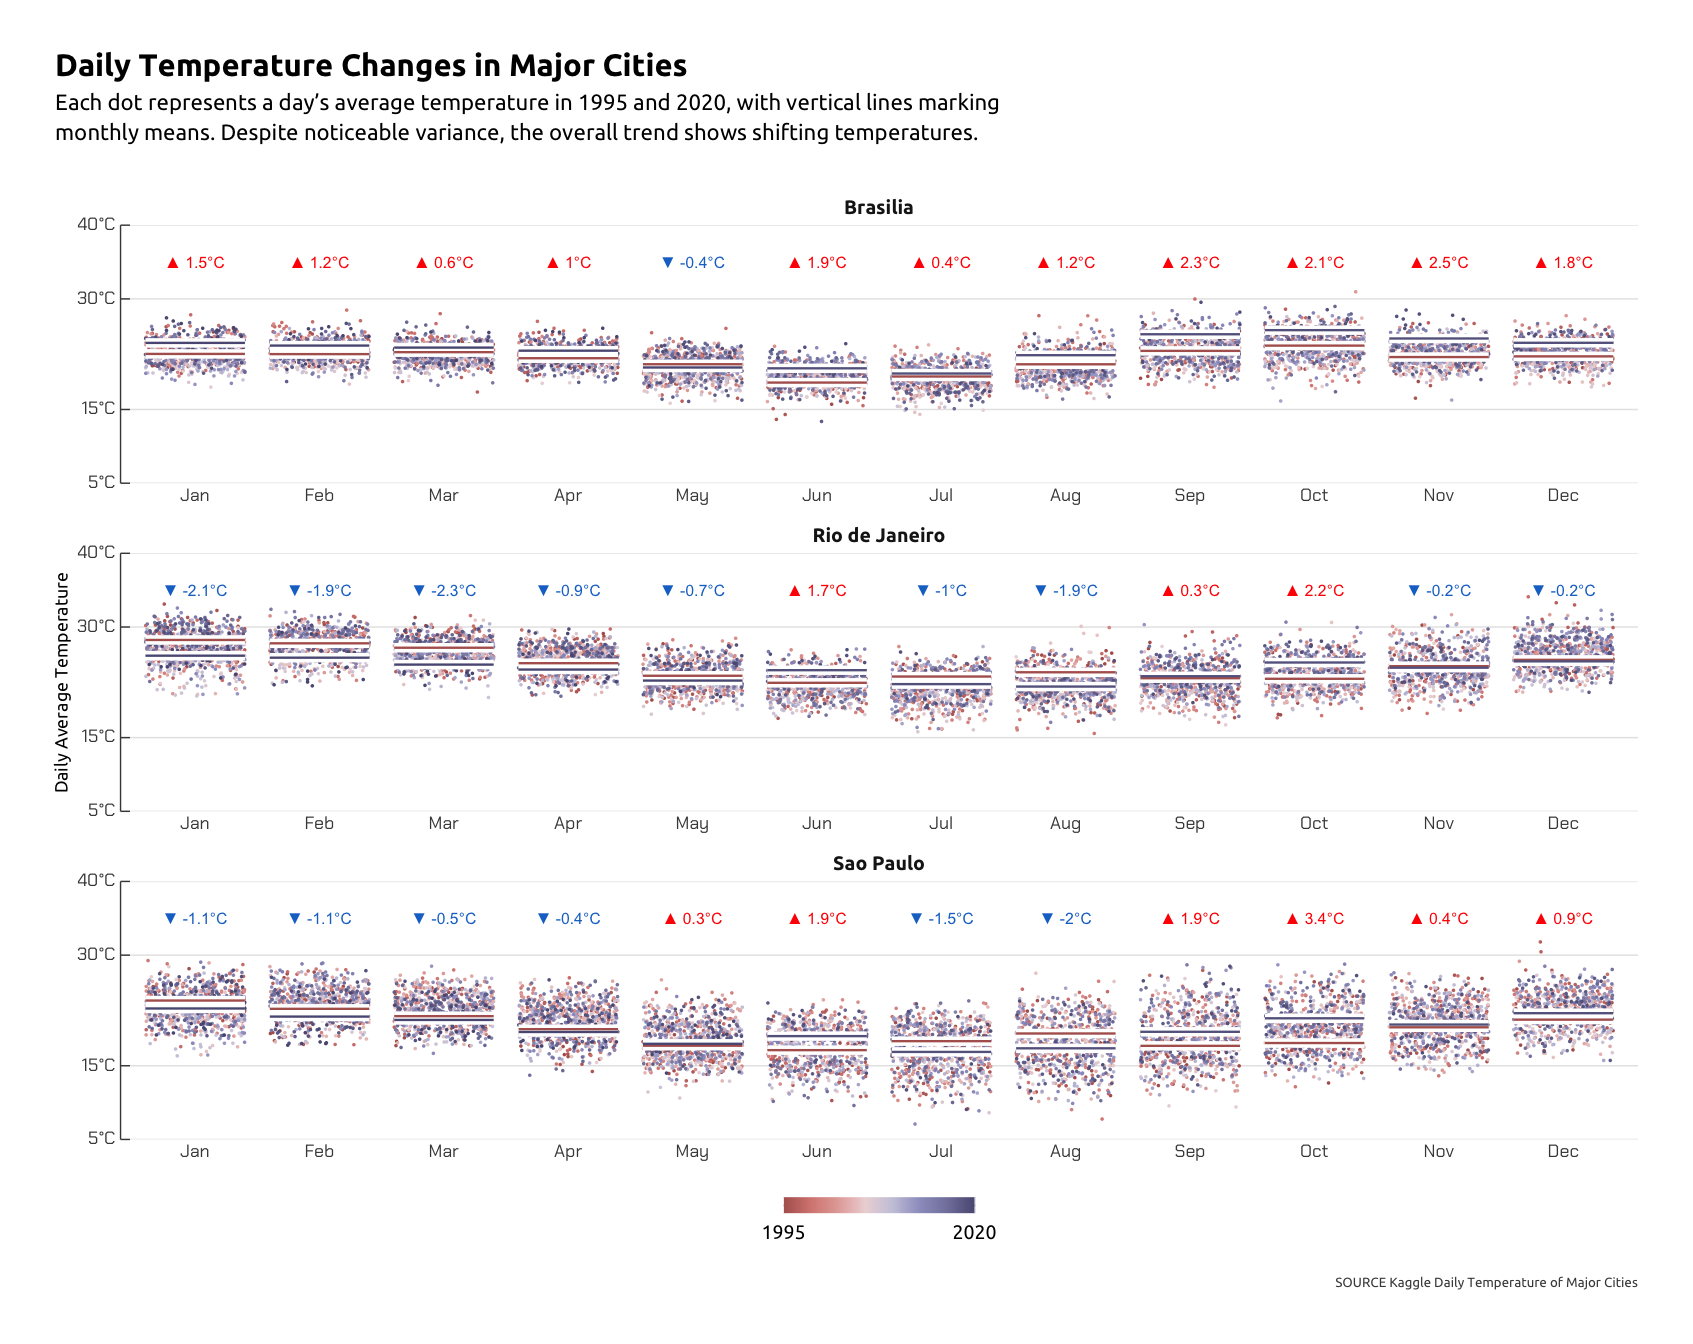 Daily Temperature Changes in Major Cities
Each dot represents a day’s average temperature in 1995 and 2020, with vertical lines marking
monthly means. Despite noticeable variance, the overall trend shows shifting temperatures.
Daily Average Temperature
Brasilia
40°C
▲ 1.5°C ▲ 1.2°C ▲ 0.6°C ▲ 1°C ▼ -0.4°C ▲ 1.9°C ▲ 0.4°C ▲ 1.2°C ▲ 2.3°C ▲ 2.1°C ▲ 2.5°C ▲ 1.8°C
30°C
15°C
5°C
Jan Feb Mar Apr May Jun Jul Aug Sep Oct Nov Dec
Rio de Janeiro
40°C
▼ -2.1°C ▼ -1.9°C ▼ -2.3°C ▼ -0.9°C ▼ -0.7°C ▲ 1.7°C ▼ -1°C ▼ -1.9°C ▲ 0.3°C ▲ 2.2°C ▼ -0.2°C ▼ -0.2°C
30°C
15°C
5°C
Jan Feb Mar Apr May Jun Jul Aug Sep Oct Nov Dec
Sao Paulo
40°C
▼ -1.1°C ▼ -1.1°C ▼ -0.5°C ▼ -0.4°C ▲ 0.3°C ▲ 1.9°C ▼ -1.5°C ▼ -2°C ▲ 1.9°C ▲ 3.4°C ▲ 0.4°C ▲ 0.9°C
30°C
15°C
5°C
Jan Feb Mar Apr May Jun Jul Aug Sep Oct Nov Dec
1995 2020
SOURCE Kaggle Daily Temperature of Major Cities